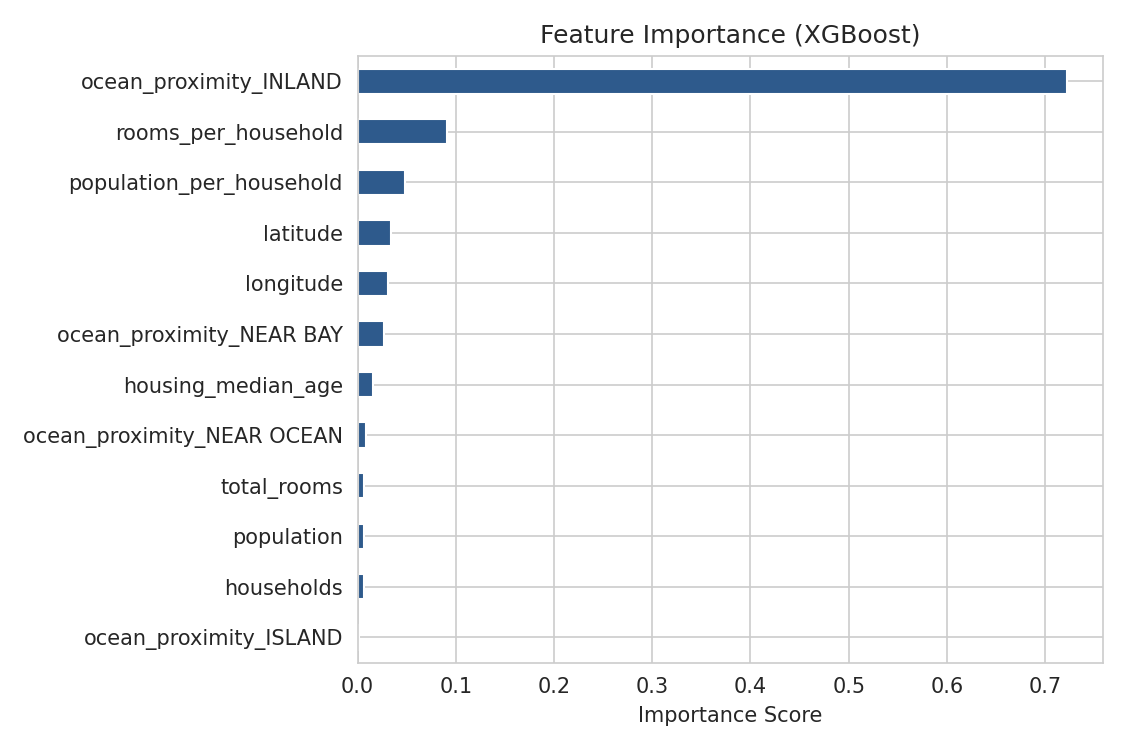 Feature Importance (XGBoost)
ocean_proximity_INLAND
rooms_per_household
population_per_household
latitude
longitude
ocean_proximity_NEAR BAY
housing_median_age
ocean_proximity_NEAR OCEAN
total_rooms
population
households
ocean_proximity_ISLAND
0.0 0.1 0.2 0.3 0.4 0.5 0.6 0.7
Importance Score